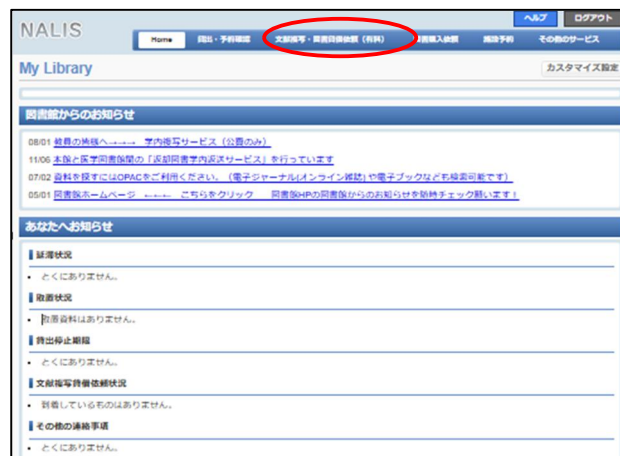 ヘルプ ログアウト
NALIS
Home 貸出・予約確認 文献複写・図書貸借依頼（有料） 図書購入依頼 施設予約 その他のサービス
My Library カスタマイズ設定
図書館からのお知らせ
08/01 教員の皆様へ→→→ 学内複写サービス（公費のみ）
11/06 本館と医学図書館間の「返却図書学内返送サービス」を行っています
07/02 資料を探すにはOPACをご利用ください。（電子ジャーナル(オンライン雑誌)や電子ブックなども検索可能です）
05/01 図書館ホームページ ←←← こちらをクリック 図書館HPの図書館からのお知らせを随時チェック願います！
あなたへお知らせ
延滞状況
• とくにありません。
取置状況
• 取置資料はありません。
貸出停止期限
• とくにありません。
文献複写貸借依頼状況
• 到着しているものはありません。
その他の連絡事項
• とくにありません。